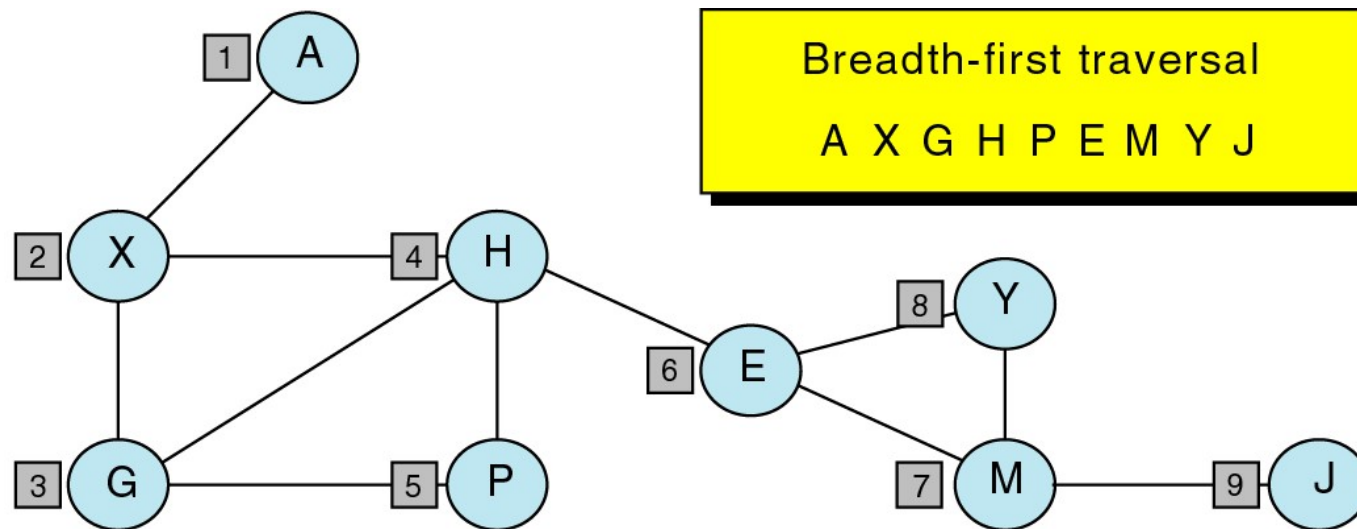 Breadth-first traversal
A X G H P E M Y J
1 A
2 X
4 H
8 Y
6 E
3 G
5 P
7 M
9 J